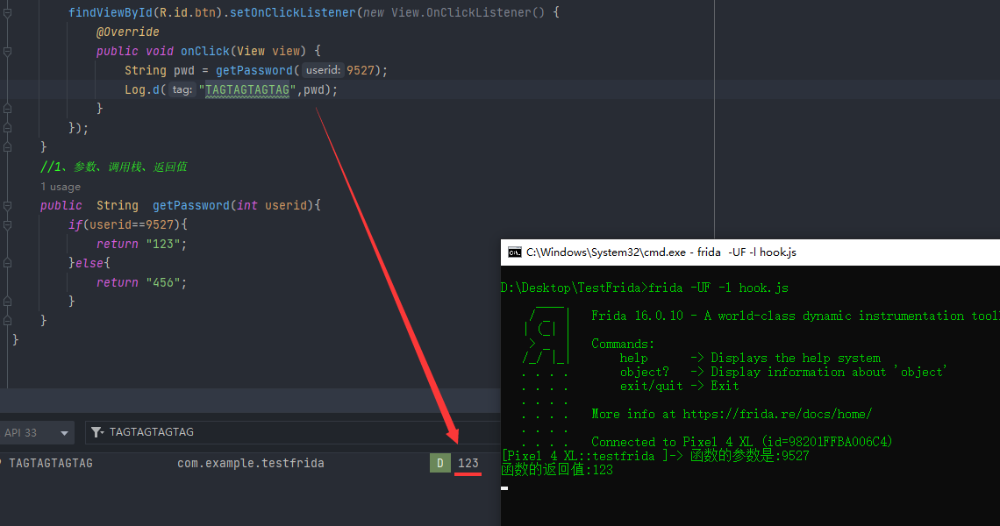 findViewById(R.id.btn).setOnClickListener(new View.OnClickListener() {
@Override
public void onClick(View view) {
String pwd = getPassword( userid: 9527);
Log.d( tag: "TAGTAGTAGTAG",pwd);
}
});
}
//1、参数、调用栈、返回值
1 usage
public String getPassword(int userid){
if(userid==9527){
return "123";
}else{
return "456";
}
}
}
API 33
TAGTAGTAGTAG
TAGTAGTAGTAG com.example.testfrida D 123
C:\Windows\System32\cmd.exe - frida -UF -l hook.js
D:\Desktop\TestFrida>frida -UF -l hook.js
____
/ _ | Frida 16.0.10 - A world-class dynamic instrumentation tool
| (_| |
> _ | Commands:
/_/ |_| help -> Displays the help system
. . . . object? -> Display information about 'object'
. . . . exit/quit -> Exit
. . . .
. . . . More info at https://frida.re/docs/home/
. . . .
. . . . Connected to Pixel 4 XL (id=98201FFBA006C4)
[Pixel 4 XL::testfrida ]-> 函数的参数是:9527
函数的返回值:123